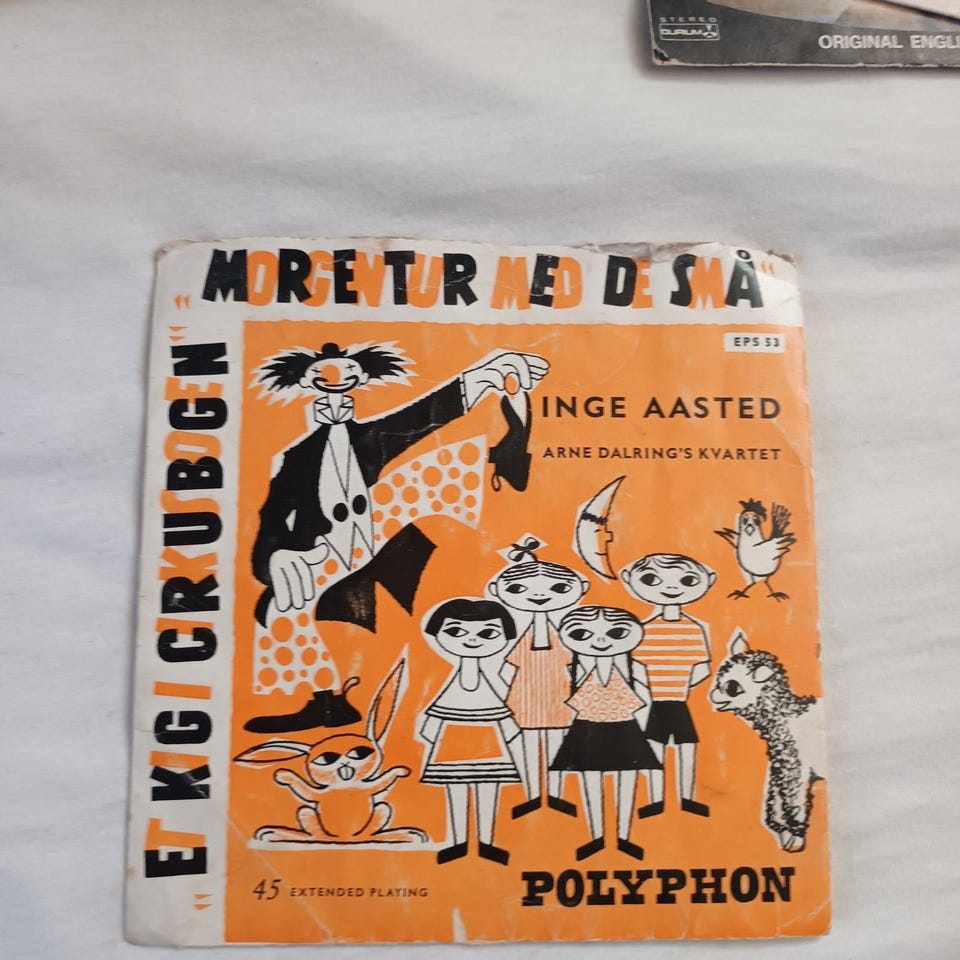 STEREO
DURIUM
ORIGINAL ENGLI
"MORGENTUR MED DE SMÅ"
"ET KIG I CIRKUSBOGEN"
EPS 53
INGE AASTED
ARNE DALRING'S KVARTET
45 EXTENDED PLAYING
POLYPHON